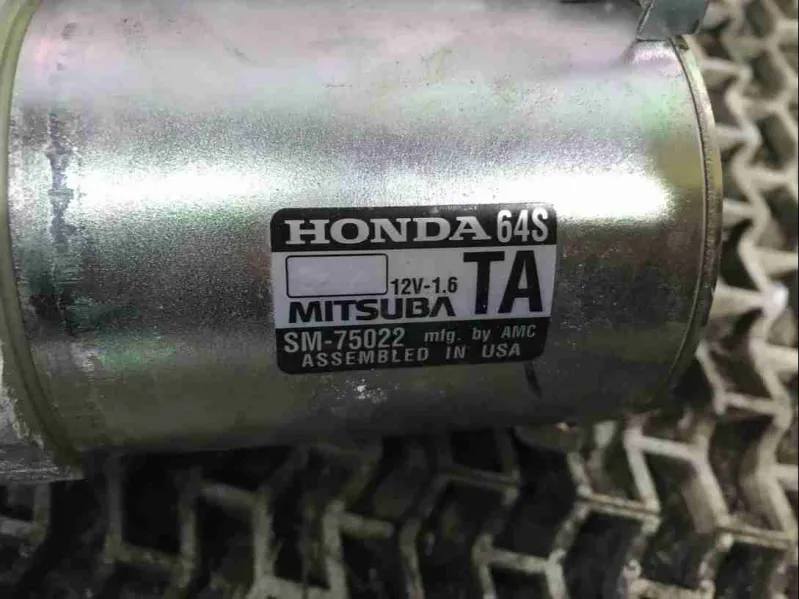 HONDA 64S
12V-1.6 TA
MITSUBA
SM-75022 mfg. by AMC
ASSEMBLED IN USA